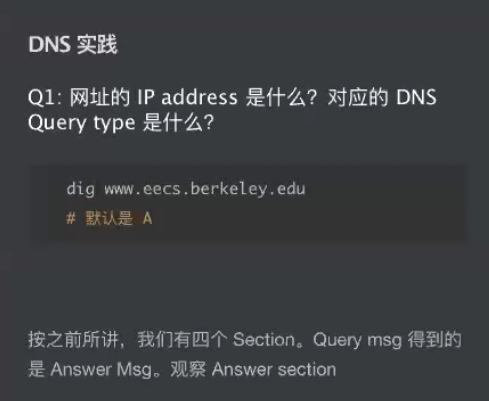 DNS 实践
Q1: 网址的 IP address 是什么？对应的 DNS
Query type 是什么？
dig www.eecs.berkeley.edu
# 默认是 A
按之前所讲，我们有四个 Section。Query msg 得到的
是 Answer Msg。观察 Answer section